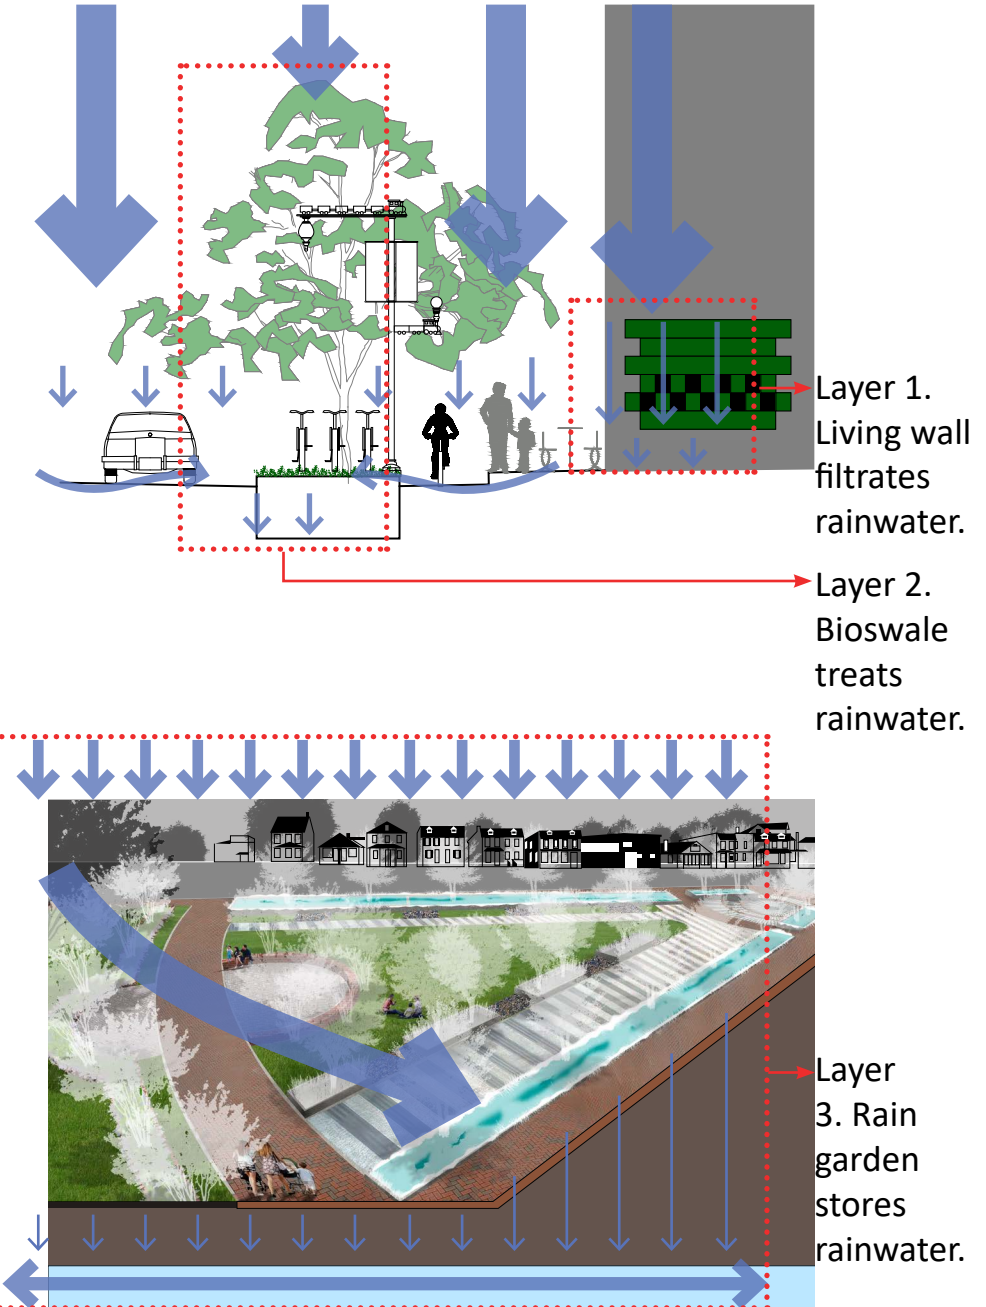 Layer 1.
Living wall
filtrates
rainwater.
Layer 2.
Bioswale
treats
rainwater.
Layer
3. Rain
garden
stores
rainwater.